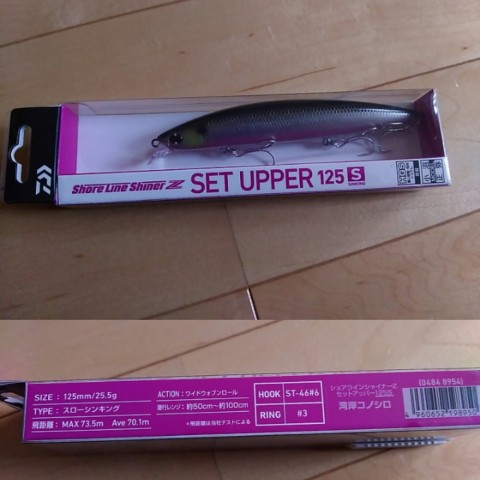 Shore Line Shiner Z SET UPPER 125 S
SINKING
HGS
SIZE : 125mm/25.5g
TYPE : スローシンキング
飛距離 : MAX 73.5m Ave 70.1m
ACTION : ワイドウォブンロール
潜行レンジ : 約50cm～約100cm
*飛距離は当社テストによる
HOOK ST-46#6
RING #3
ショアラインシャイナーZ
セットアッパー125S
湾岸コノシロ
(0484 8954)
4960652